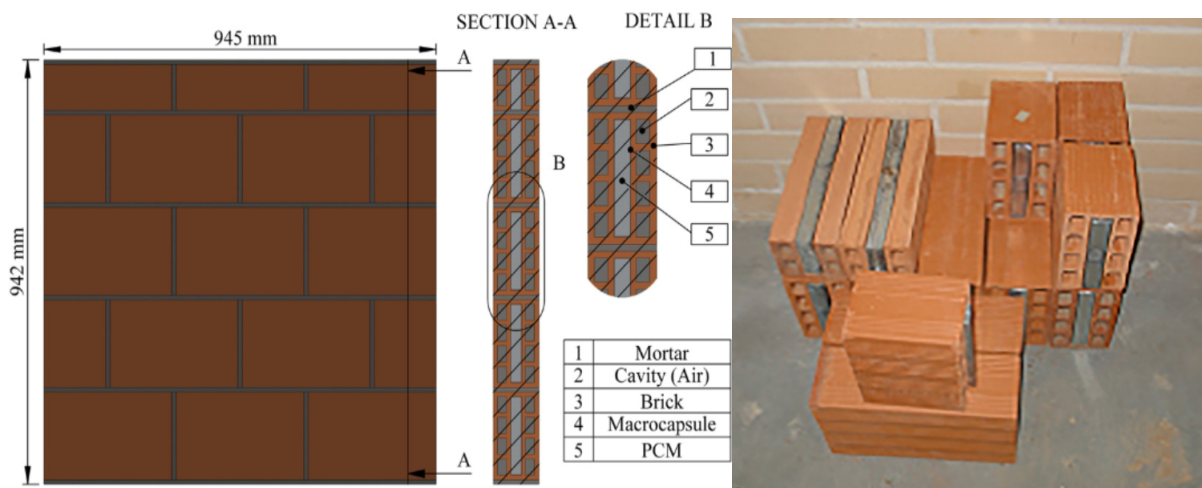 945 mm
A
SECTION A-A
DETAIL B
942 mm
B
A
1
2
3
4
5
1 Mortar
2 Cavity (Air)
3 Brick
4 Macrocapsule
5 PCM